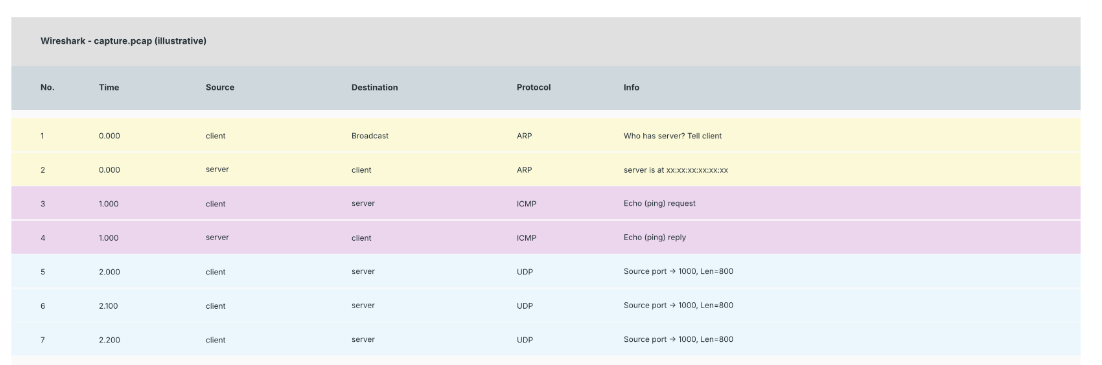 Wireshark - capture.pcap (illustrative)
No. Time Source Destination Protocol Info
1 0.000 client Broadcast ARP Who has server? Tell client
2 0.000 server client ARP server is at xx:xx:xx:xx:xx:xx
3 1.000 client server ICMP Echo (ping) request
4 1.000 server client ICMP Echo (ping) reply
5 2.000 client server UDP Source port → 1000, Len=800
6 2.100 client server UDP Source port → 1000, Len=800
7 2.200 client server UDP Source port → 1000, Len=800